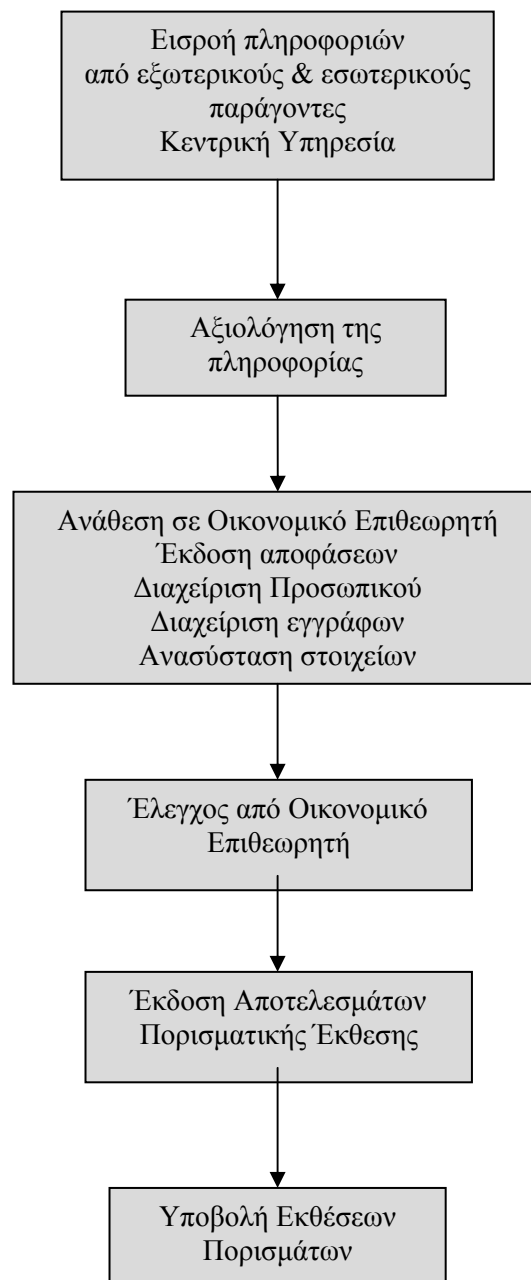 Εισροή πληροφοριών
από εξωτερικούς & εσωτερικούς
παράγοντες
Κεντρική Υπηρεσία
Αξιολόγηση της
πληροφορίας
Ανάθεση σε Οικονομικό Επιθεωρητή
Έκδοση αποφάσεων
Διαχείριση Προσωπικού
Διαχείριση εγγράφων
Ανασύσταση στοιχείων
Έλεγχος από Οικονομικό
Επιθεωρητή
Έκδοση Αποτελεσμάτων
Πορισματικής Έκθεσης
Υποβολή Εκθέσεων
Πορισμάτων